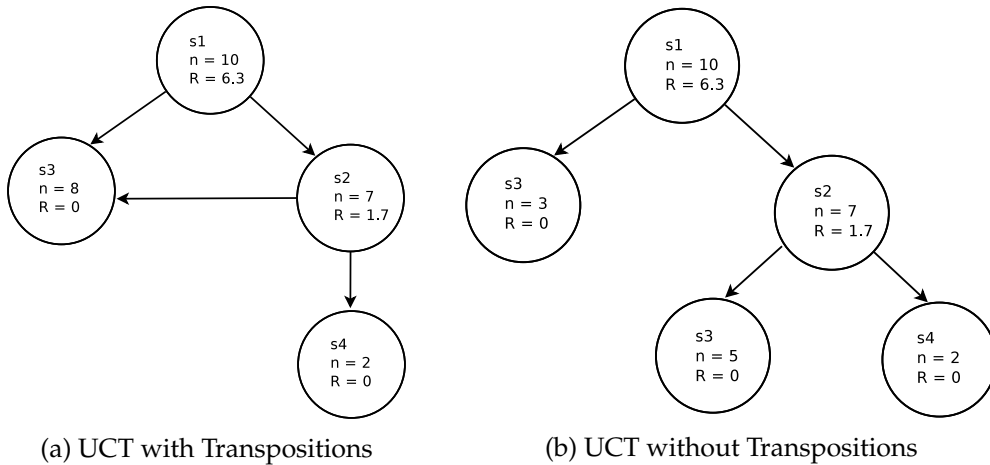 s1
n = 10
R = 6.3
s3
n = 8
R = 0
s2
n = 7
R = 1.7
s4
n = 2
R = 0
(a) UCT with Transpositions
s1
n = 10
R = 6.3
s3
n = 3
R = 0
s2
n = 7
R = 1.7
s3
n = 5
R = 0
s4
n = 2
R = 0
(b) UCT without Transpositions